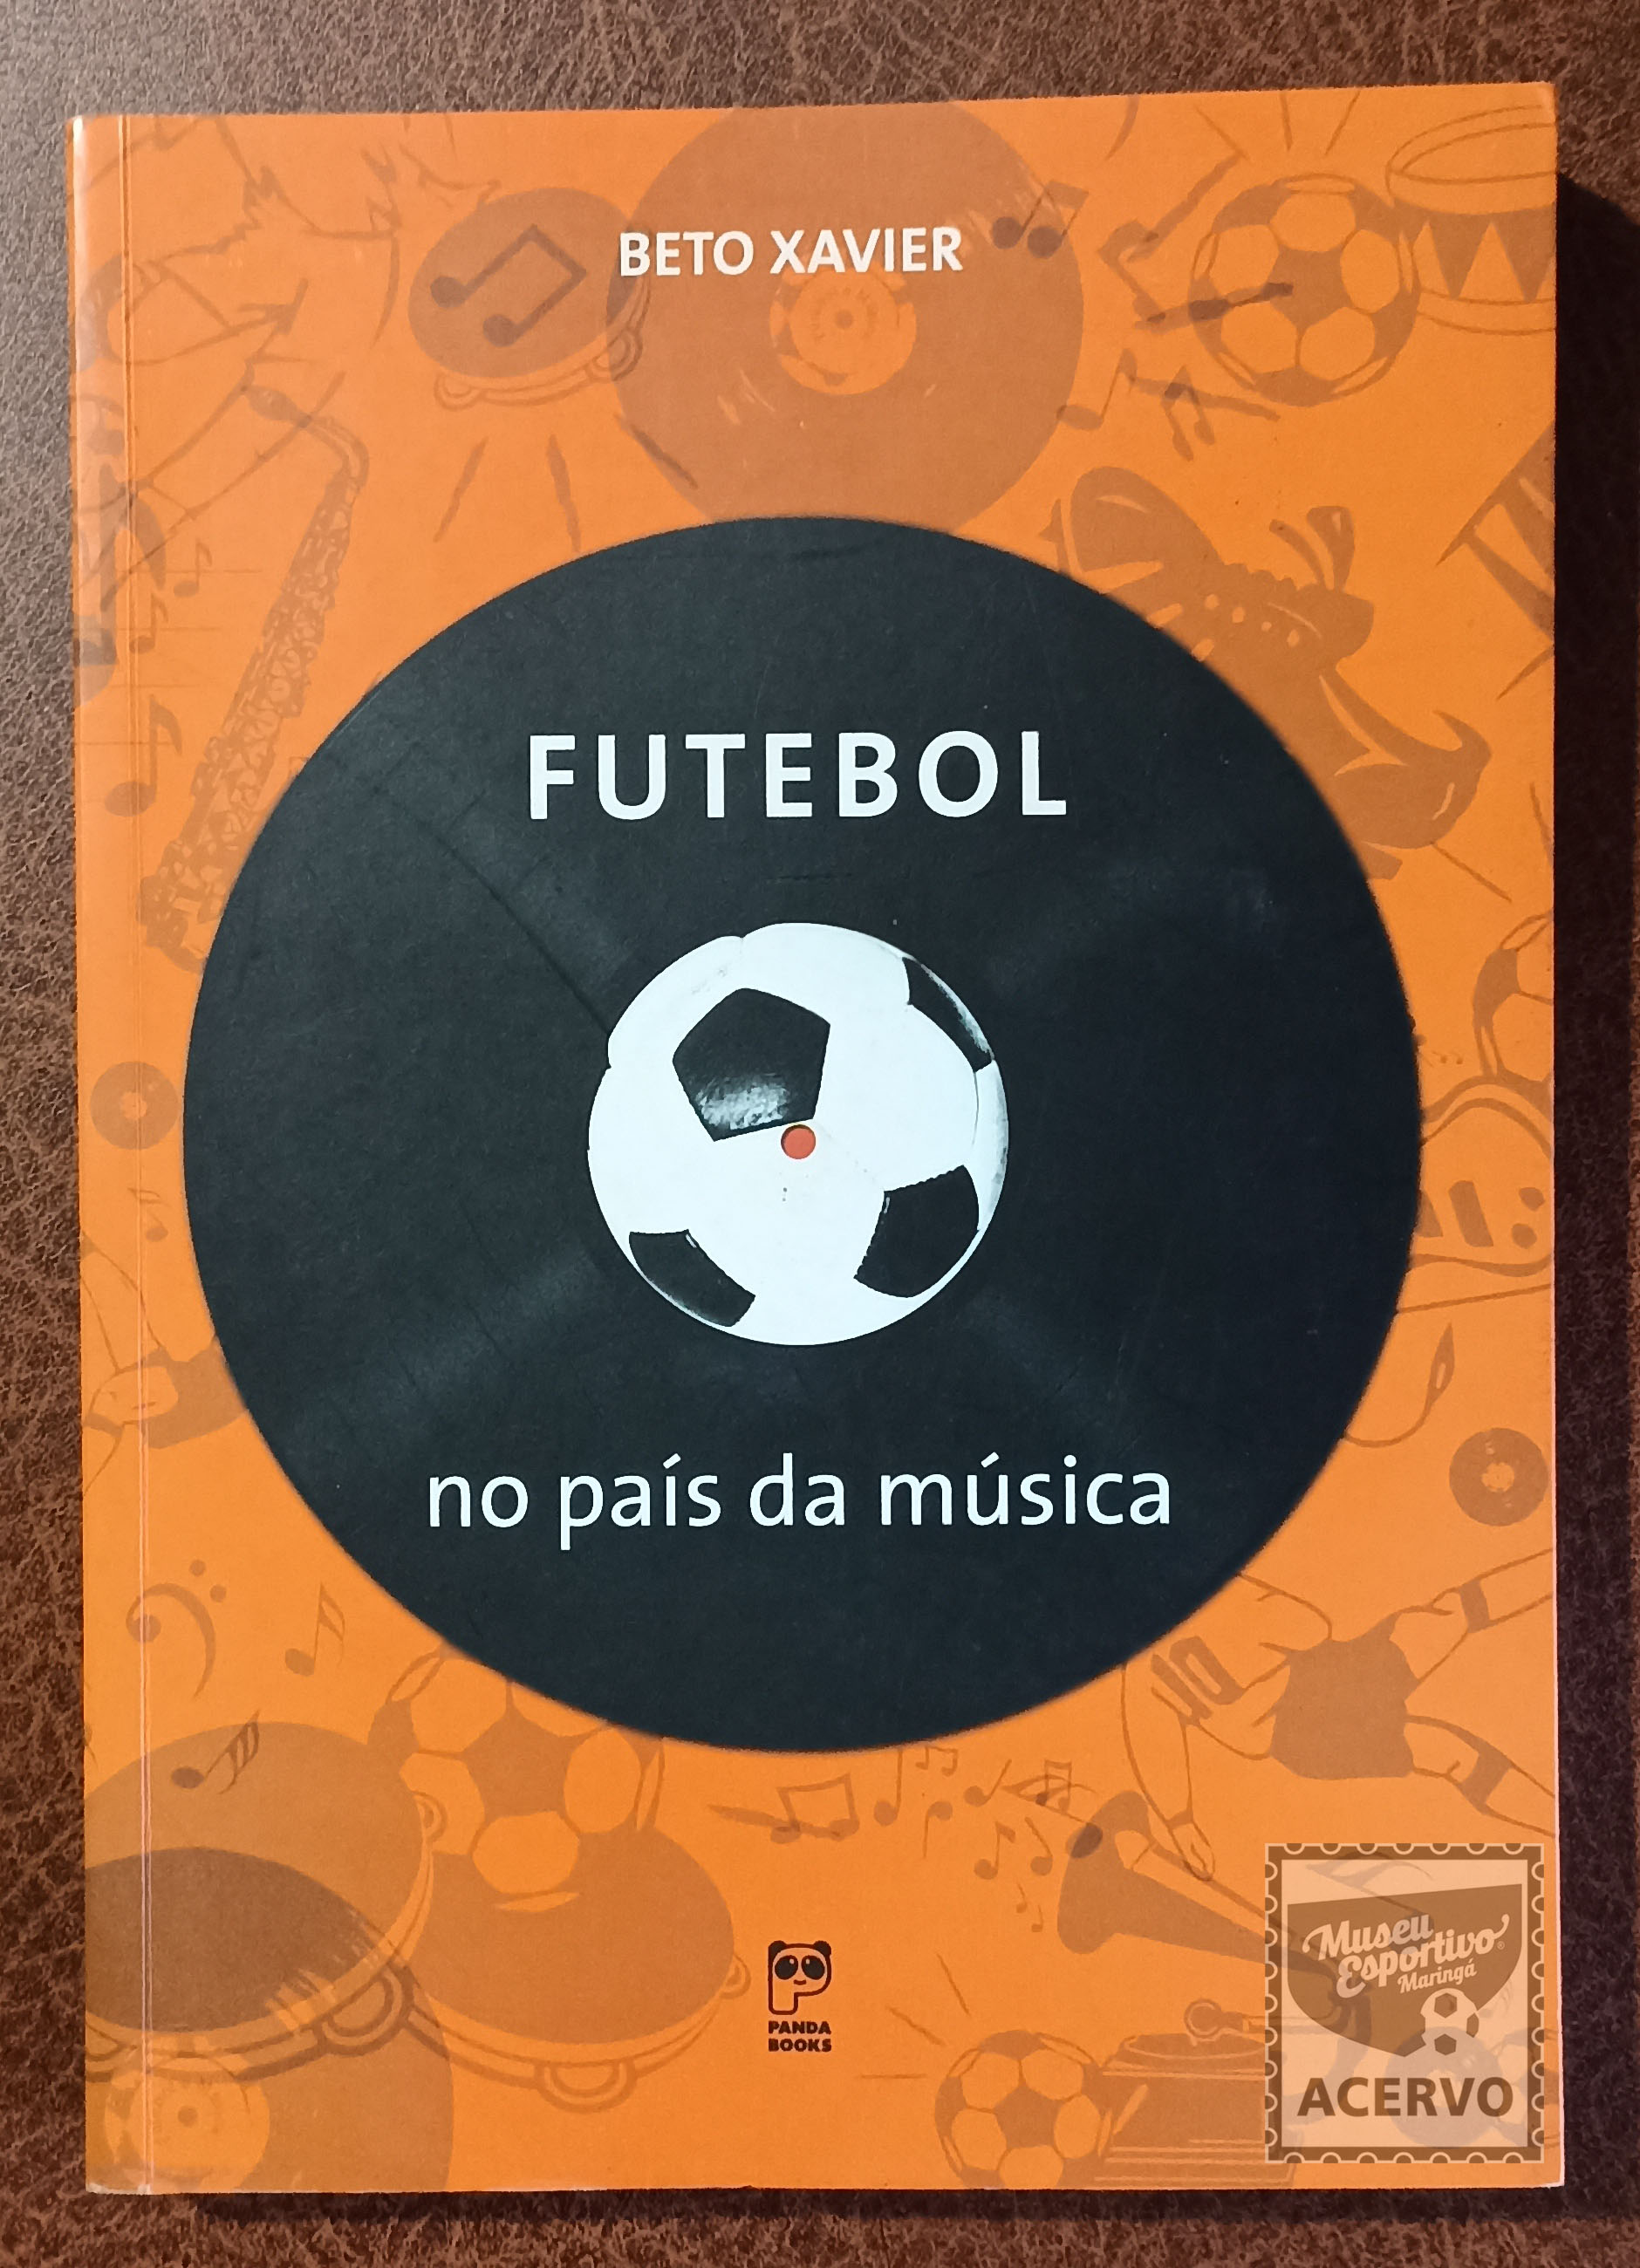 BETO XAVIER
FUTEBOL
no país da música
PANDA
BOOKS
Museu
Esportivo
Maringá
ACERVO